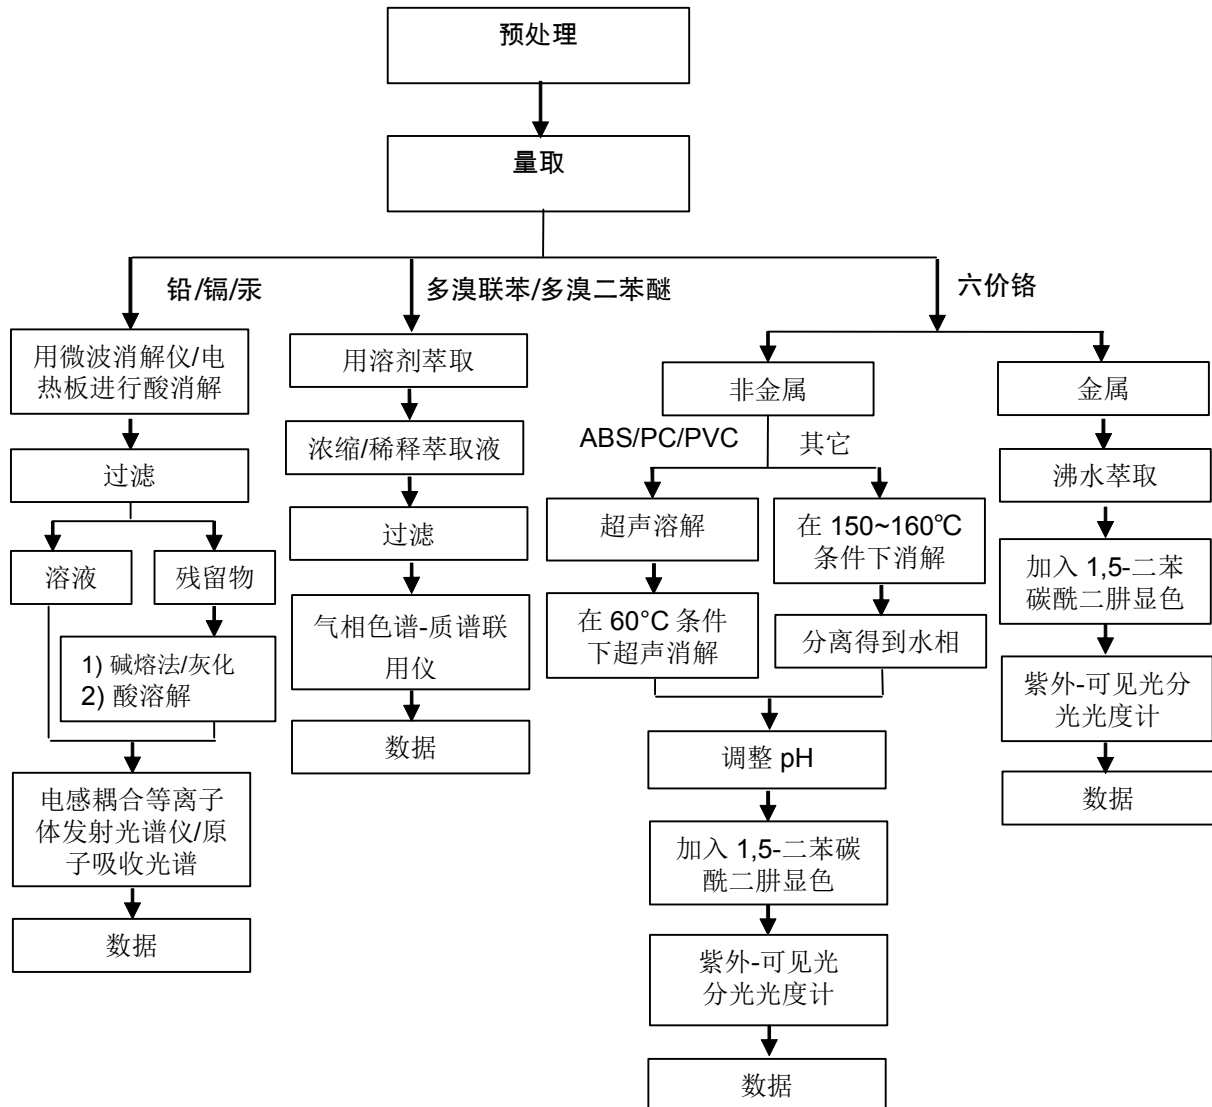 预处理
量取
铅/镉/汞
多溴联苯/多溴二苯醚
六价铬
用微波消解仪/电
热板进行酸消解
过滤
溶液
残留物
1) 碱熔法/灰化
2) 酸溶解
电感耦合等离子
体发射光谱仪/原
子吸收光谱
数据
用溶剂萃取
浓缩/稀释萃取液
过滤
气相色谱-质谱联
用仪
数据
非金属
ABS/PC/PVC
其它
超声溶解
在 60°C 条件
下超声消解
在 150~160℃
条件下消解
分离得到水相
调整 pH
加入 1,5-二苯碳
酰二肼显色
紫外-可见光
分光光度计
数据
金属
沸水萃取
加入 1,5-二苯
碳酰二肼显色
紫外-可见光分
光光度计
数据